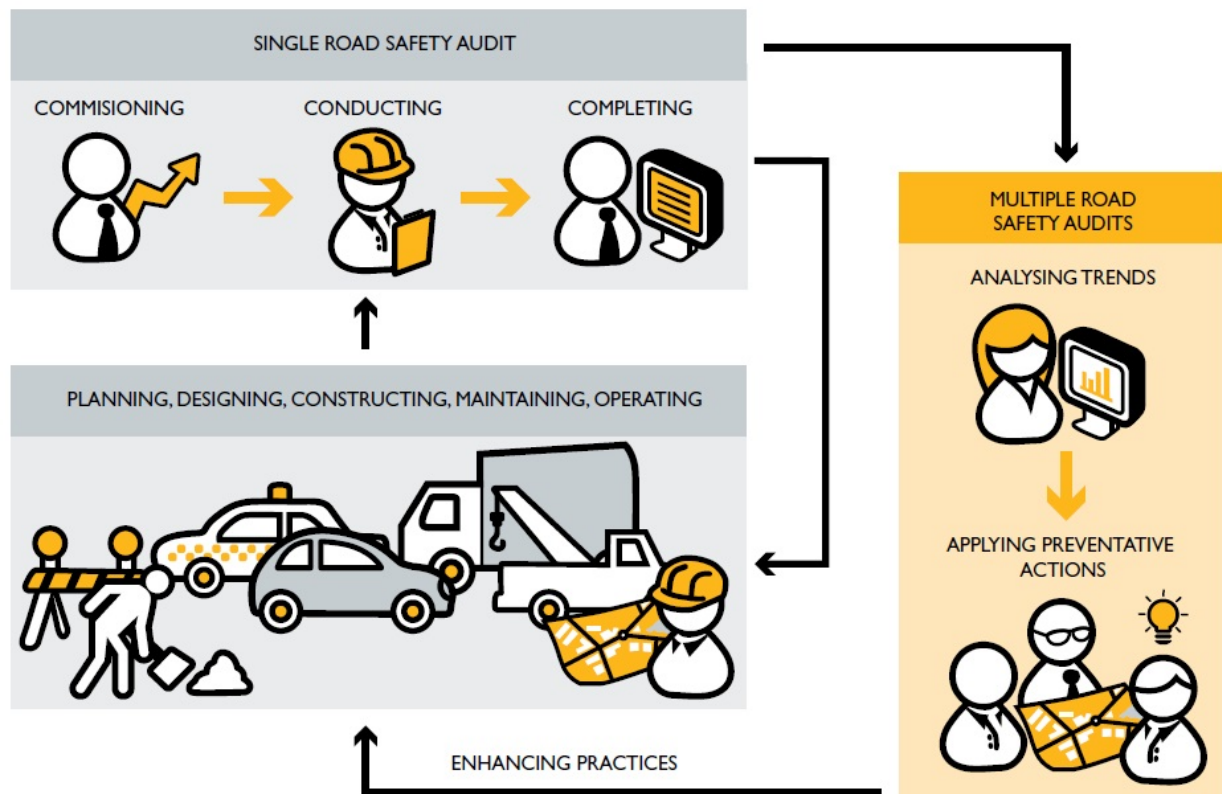 SINGLE ROAD SAFETY AUDIT
COMMISIONING
CONDUCTING
COMPLETING
MULTIPLE ROAD
SAFETY AUDITS
ANALYSING TRENDS
PLANNING, DESIGNING, CONSTRUCTING, MAINTAINING, OPERATING
APPLYING PREVENTATIVE
ACTIONS
ENHANCING PRACTICES